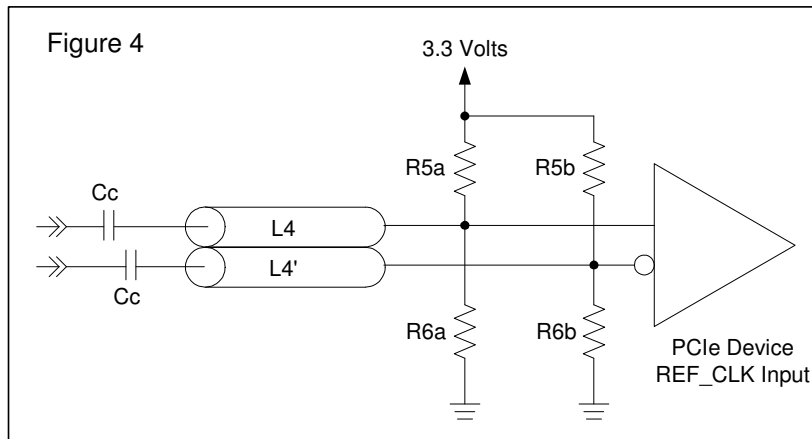 Figure 4
3.3 Volts
R5a
R5b
Cc
L4
L4'
Cc
R6a
R6b
PCIe Device
REF_CLK Input